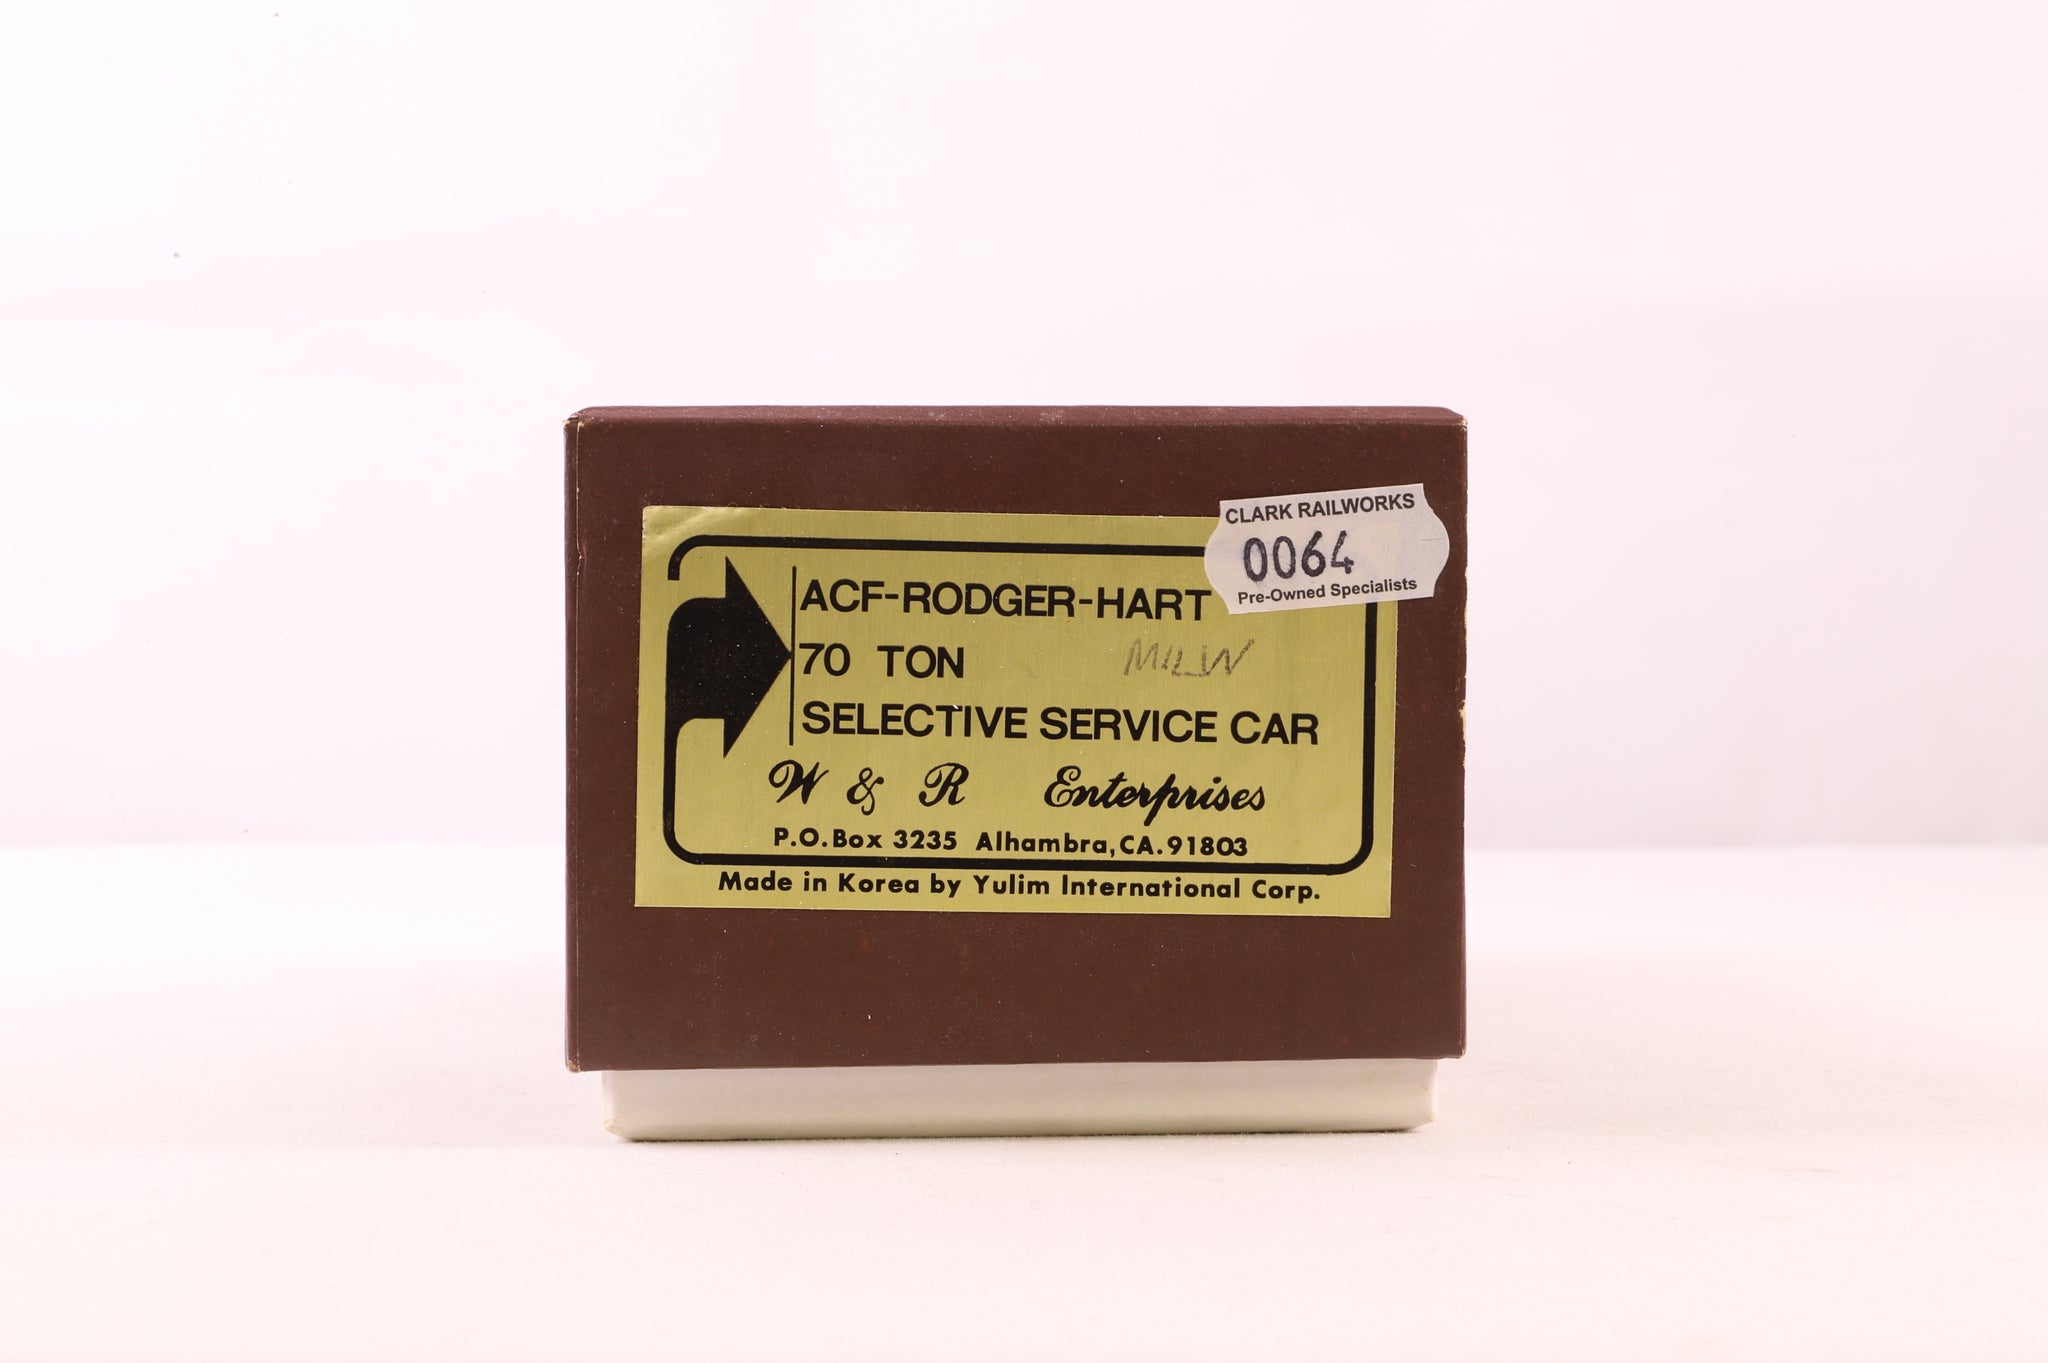 CLARK RAILWORKS
0064
Pre-Owned Specialists
ACF-RODGER-HART
70 TON MILW
SELECTIVE SERVICE CAR
W & R Enterprises
P.O.Box 3235 Alhambra,CA.91803
Made in Korea by Yulim International Corp.